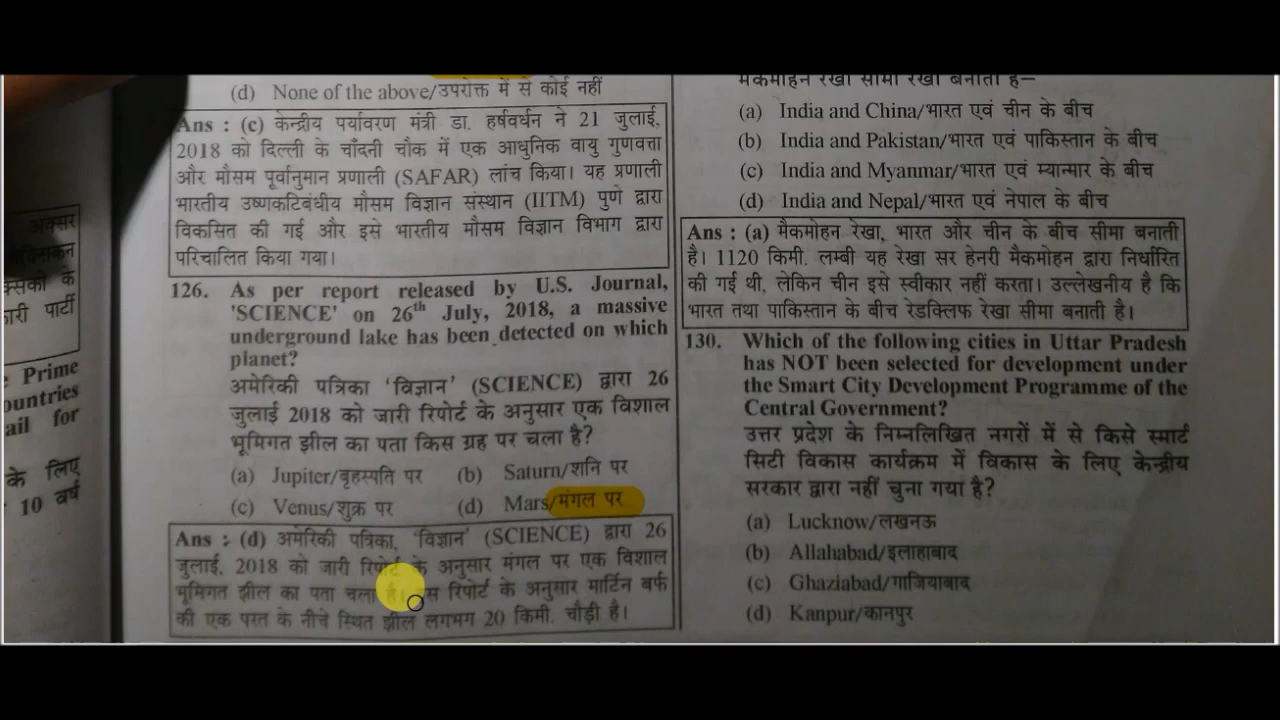 अक्सर
क्सको के
नारी पार्टी
: Prime
ountries
ail for
के लिए
10 वर्ष
(d) None of the above/उपरोक्त में से कोई नहीं
Ans : (c) केन्द्रीय पर्यावरण मंत्री डा. हर्षवर्धन ने 21 जुलाई,
2018 को दिल्ली के चाँदनी चौक में एक आधुनिक वायु गुणवत्ता
और मौसम पूर्वानुमान प्रणाली (SAFAR) लांच किया। यह प्रणाली
भारतीय उष्णकटिबंधीय मौसम विज्ञान संस्थान (IITM) पुणे द्वारा
विकसित की गई और इसे भारतीय मौसम विज्ञान विभाग द्वारा
परिचालित किया गया।
126. As per report released by U.S. Journal,
'SCIENCE' on 26th July, 2018, a massive
underground lake has been detected on which
planet?
अमेरिकी पत्रिका 'विज्ञान' (SCIENCE) द्वारा 26
जुलाई 2018 को जारी रिपोर्ट के अनुसार एक विशाल
भूमिगत झील का पता किस ग्रह पर चला है?
(a) Jupiter/बृहस्पति पर (b) Saturn/शनि पर
(c) Venus/शुक्र पर (d) Mars/मंगल पर
Ans : (d) अमेरिकी पत्रिका, 'विज्ञान' (SCIENCE) द्वारा 26
जुलाई, 2018 को जारी रिपोर्ट के अनुसार मंगल पर एक विशाल
भूमिगत झील का पता चला है। इस रिपोर्ट के अनुसार मार्टिन बर्फ
की एक परत के नीचे स्थित झील लगभग 20 किमी. चौड़ी है।
मैकमोहन रेखा सीमा रेखा बनाती है–
(a) India and China/भारत एवं चीन के बीच
(b) India and Pakistan/भारत एवं पाकिस्तान के बीच
(c) India and Myanmar/भारत एवं म्यान्मार के बीच
(d) India and Nepal/भारत एवं नेपाल के बीच
Ans : (a) मैकमोहन रेखा, भारत और चीन के बीच सीमा बनाती
है। 1120 किमी. लम्बी यह रेखा सर हेनरी मैकमोहन द्वारा निर्धारित
की गई थी, लेकिन चीन इसे स्वीकार नहीं करता। उल्लेखनीय है कि
भारत तथा पाकिस्तान के बीच रेडक्लिफ रेखा सीमा बनाती है।
130. Which of the following cities in Uttar Pradesh
has NOT been selected for development under
the Smart City Development Programme of the
Central Government?
उत्तर प्रदेश के निम्नलिखित नगरों में से किसे स्मार्ट
सिटी विकास कार्यक्रम में विकास के लिए केन्द्रीय
सरकार द्वारा नहीं चुना गया है?
(a) Lucknow/लखनऊ
(b) Allahabad/इलाहाबाद
(c) Ghaziabad/गाजियाबाद
(d) Kanpur/कानपुर